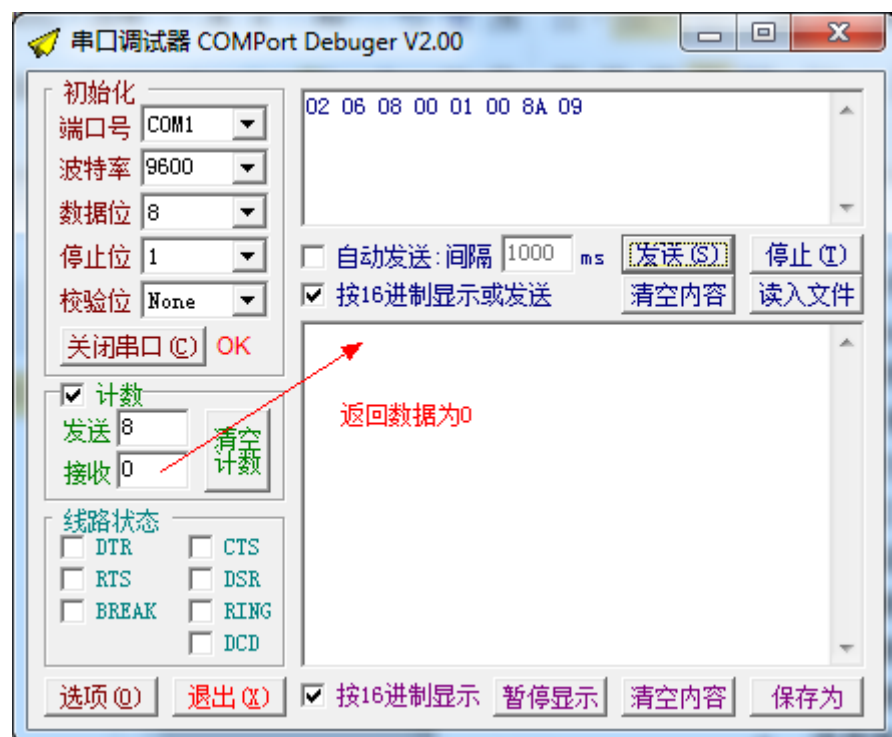 串口调试器 COMPort Debuger V2.00
初始化
端口号 COM1
波特率 9600
数据位 8
停止位 1
校验位 None
关闭串口(C) OK
计数
发送 8
接收 0
清空
计数
线路状态
DTR CTS
RTS DSR
BREAK RING
DCD
选项(O) 退出(X)
02 06 08 00 01 00 8A 09
自动发送:间隔 1000 ms 发送(S) 停止(T)
按16进制显示或发送 清空内容 读入文件
返回数据为0
按16进制显示 暂停显示 清空内容 保存为